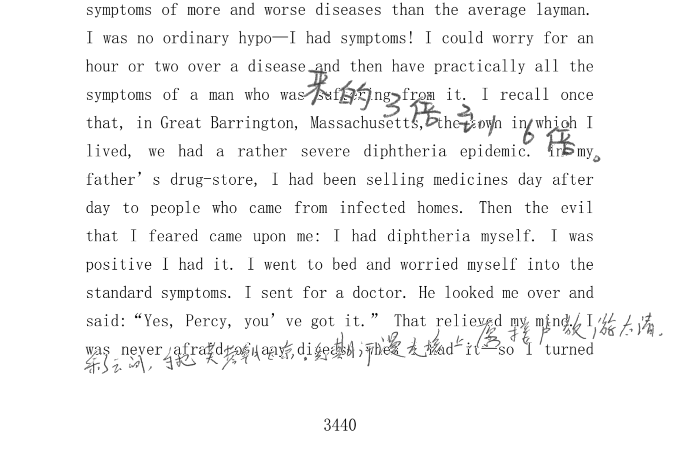 symptoms of more and worse diseases than the average layman.
I was no ordinary hypo—I had symptoms! I could worry for an
hour or two over a disease and then have practically all the
symptoms of a man who was suffering from it. I recall once
来的3倍
that, in Great Barrington, Massachusetts, the town in which I
6倍。
lived, we had a rather severe diphtheria epidemic. In my
father’s drug-store, I had been selling medicines day after
day to people who came from infected homes. Then the evil
that I feared came upon me: I had diphtheria myself. I was
positive I had it. I went to bed and worried myself into the
standard symptoms. I sent for a doctor. He looked me over and
said:“Yes, Percy, you’ve got it.” That relieved my mind. I
was never afraid of any disease when I had it—so I turned
3440